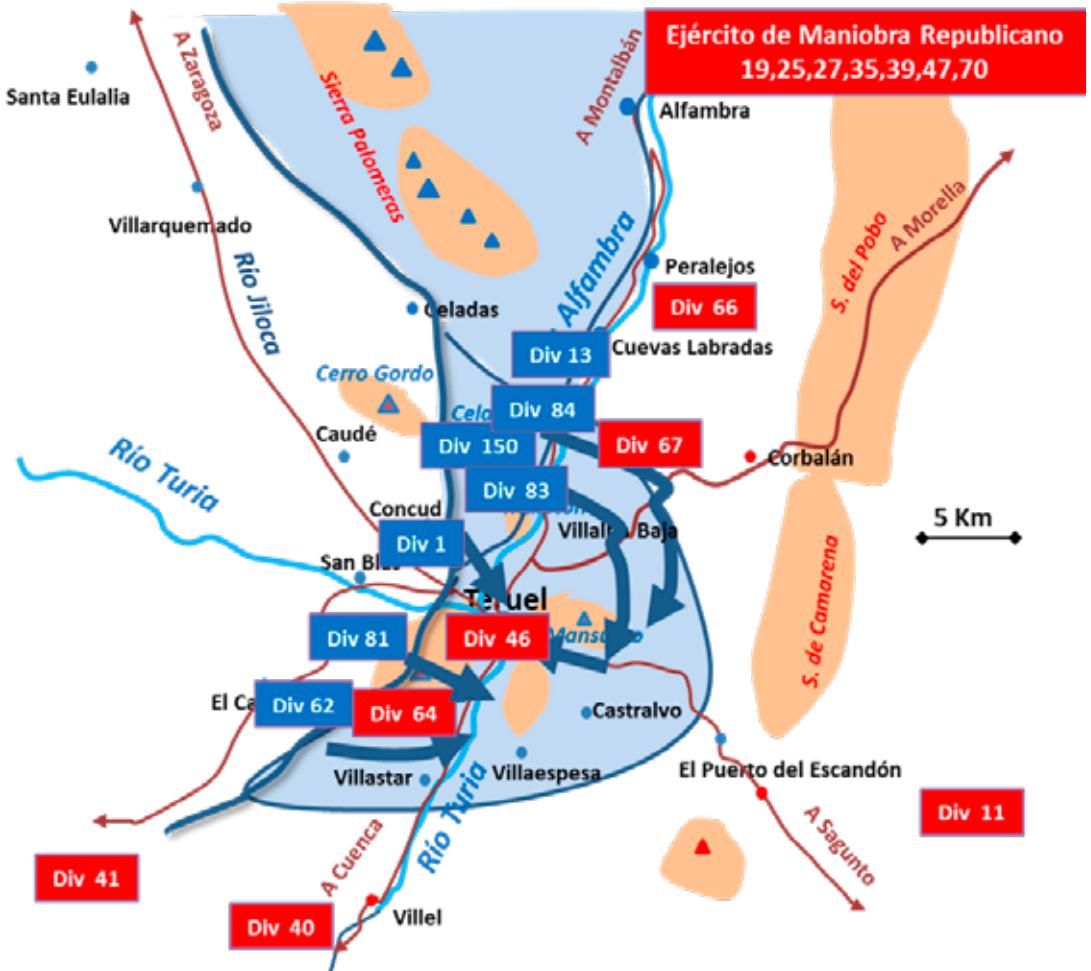 Ejército de Maniobra Republicano
19,25,27,35,39,47,70
A Zaragoza
Santa Eulalia
Sierra Palomeras
A Montalbán
Alfambra
A Morella
Villarquemado
S. del Pobo
Río Jiloca
Alfambra
Peralejos
Div 66
Celadas
Div 13
Cuevas Labradas
Cerro Gordo
Div 84
Caudé
Div 150
Div 67
Corbalán
Río Turia
Div 83
Concud
Baja
5 Km
Div 1
San
Teruel
Div 81
Div 46
S. de Camarena
El
Div 62
Div 64
Castralvo
Villastar
Villaespesa
El Puerto del Escandón
Río Turia
Div 11
A Cuenca
A Sagunto
Div 41
Div 40
Villel